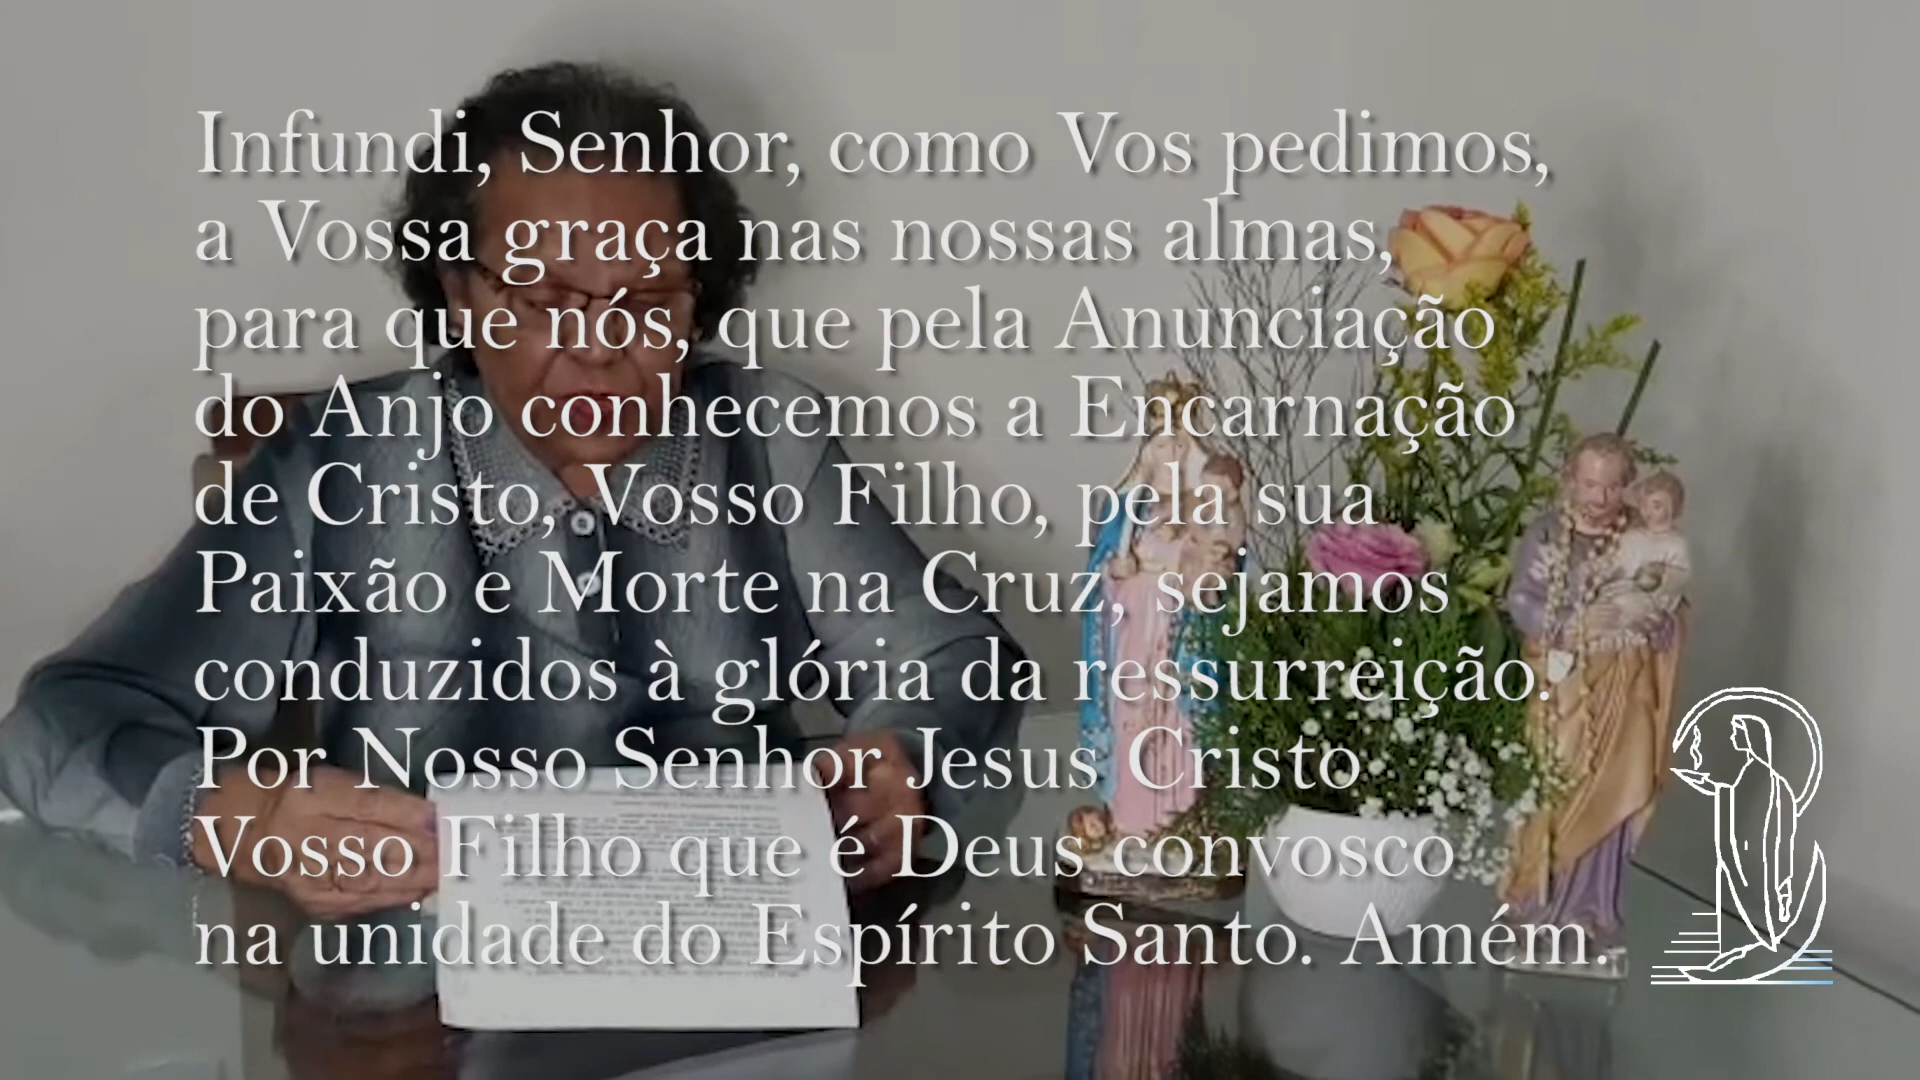 Infundi, Senhor, como Vos pedimos,
a Vossa graça nas nossas almas,
para que nós, que pela Anunciação
do Anjo conhecemos a Encarnação
de Cristo, Vosso Filho, pela sua
Paixão e Morte na Cruz, sejamos
conduzidos à glória da ressurreição.
Por Nosso Senhor Jesus Cristo
Vosso Filho que é Deus convosco
na unidade do Espírito Santo. Amém.